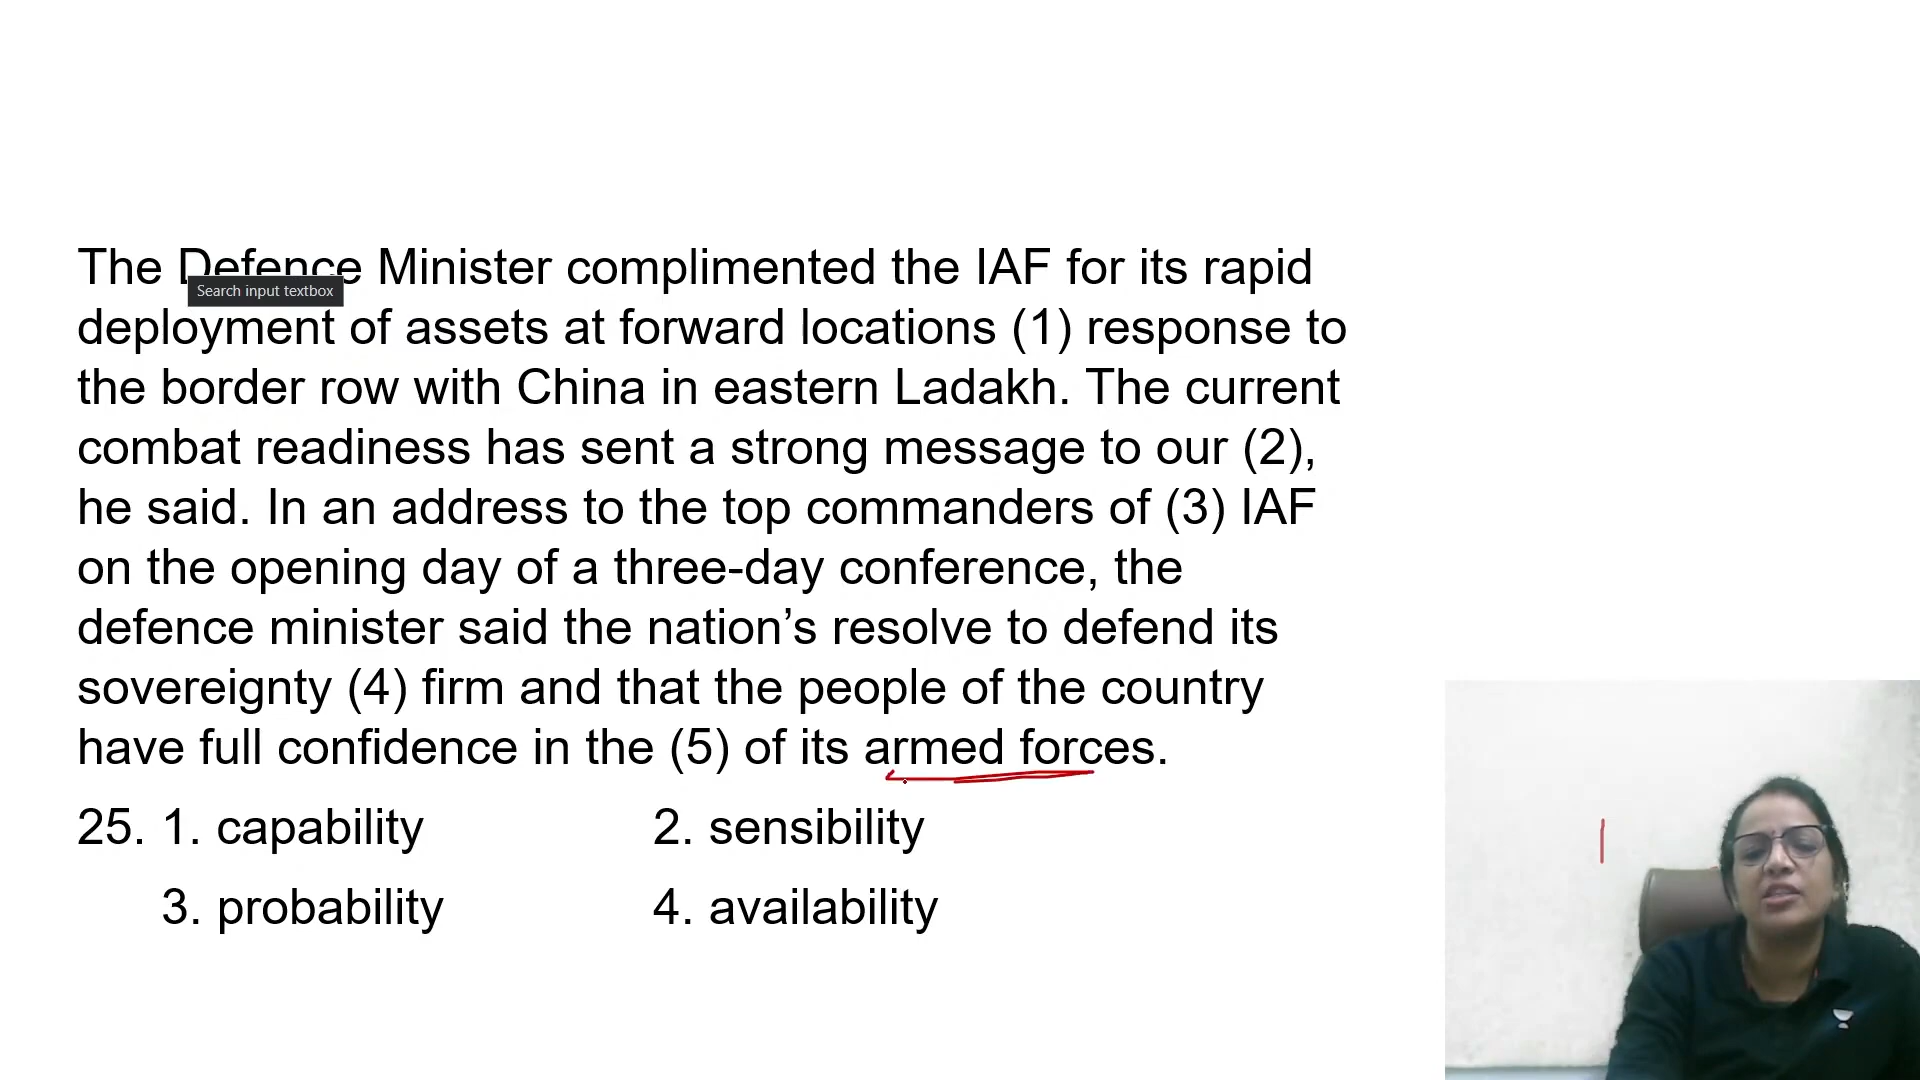 The Defence Minister complimented the IAF for its rapid
Search input textbox
deployment of assets at forward locations (1) response to
the border row with China in eastern Ladakh. The current
combat readiness has sent a strong message to our (2),
he said. In an address to the top commanders of (3) IAF
on the opening day of a three-day conference, the
defence minister said the nation’s resolve to defend its
sovereignty (4) firm and that the people of the country
have full confidence in the (5) of its armed forces.
25. 1. capability 2. sensibility
3. probability 4. availability